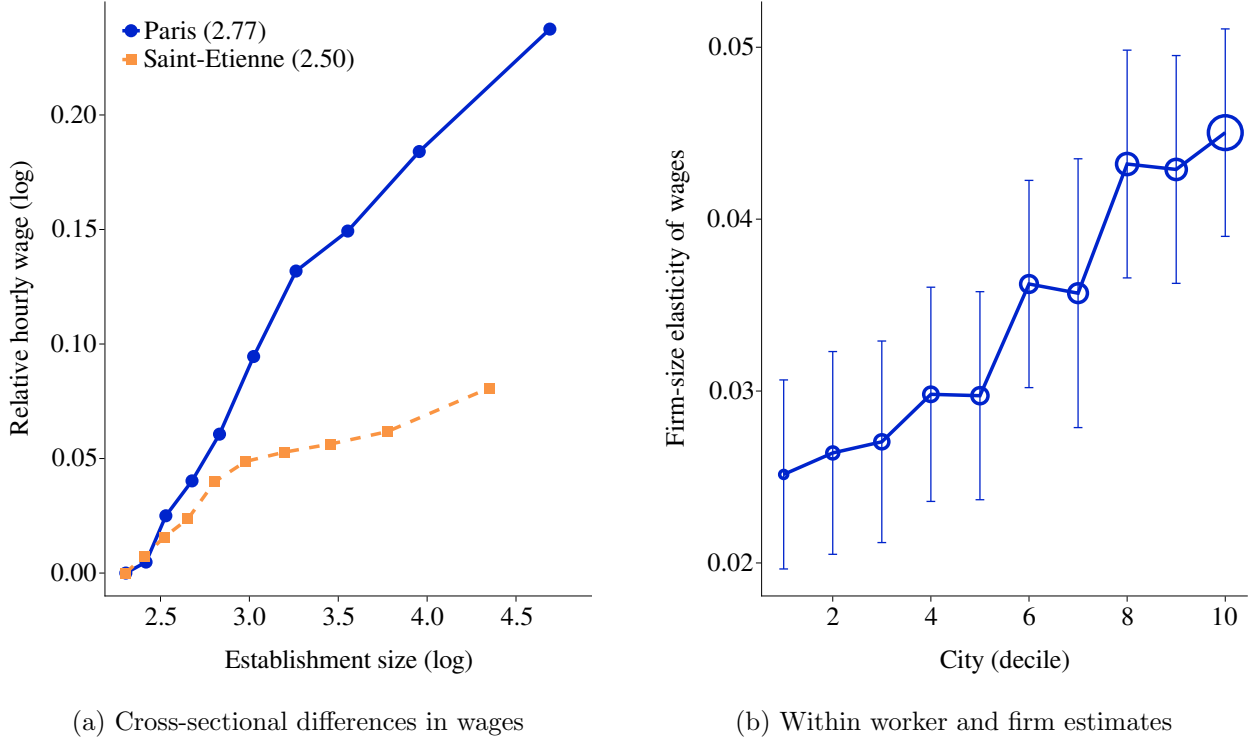 Paris (2.77)
Saint-Etienne (2.50)
0.20
0.15
0.10
0.05
0.00
Relative hourly wage (log)
2.5 3.0 3.5 4.0 4.5
Establishment size (log)
(a) Cross-sectional differences in wages
0.05
0.04
0.03
0.02
Firm-size elasticity of wages
2 4 6 8 10
City (decile)
(b) Within worker and firm estimates